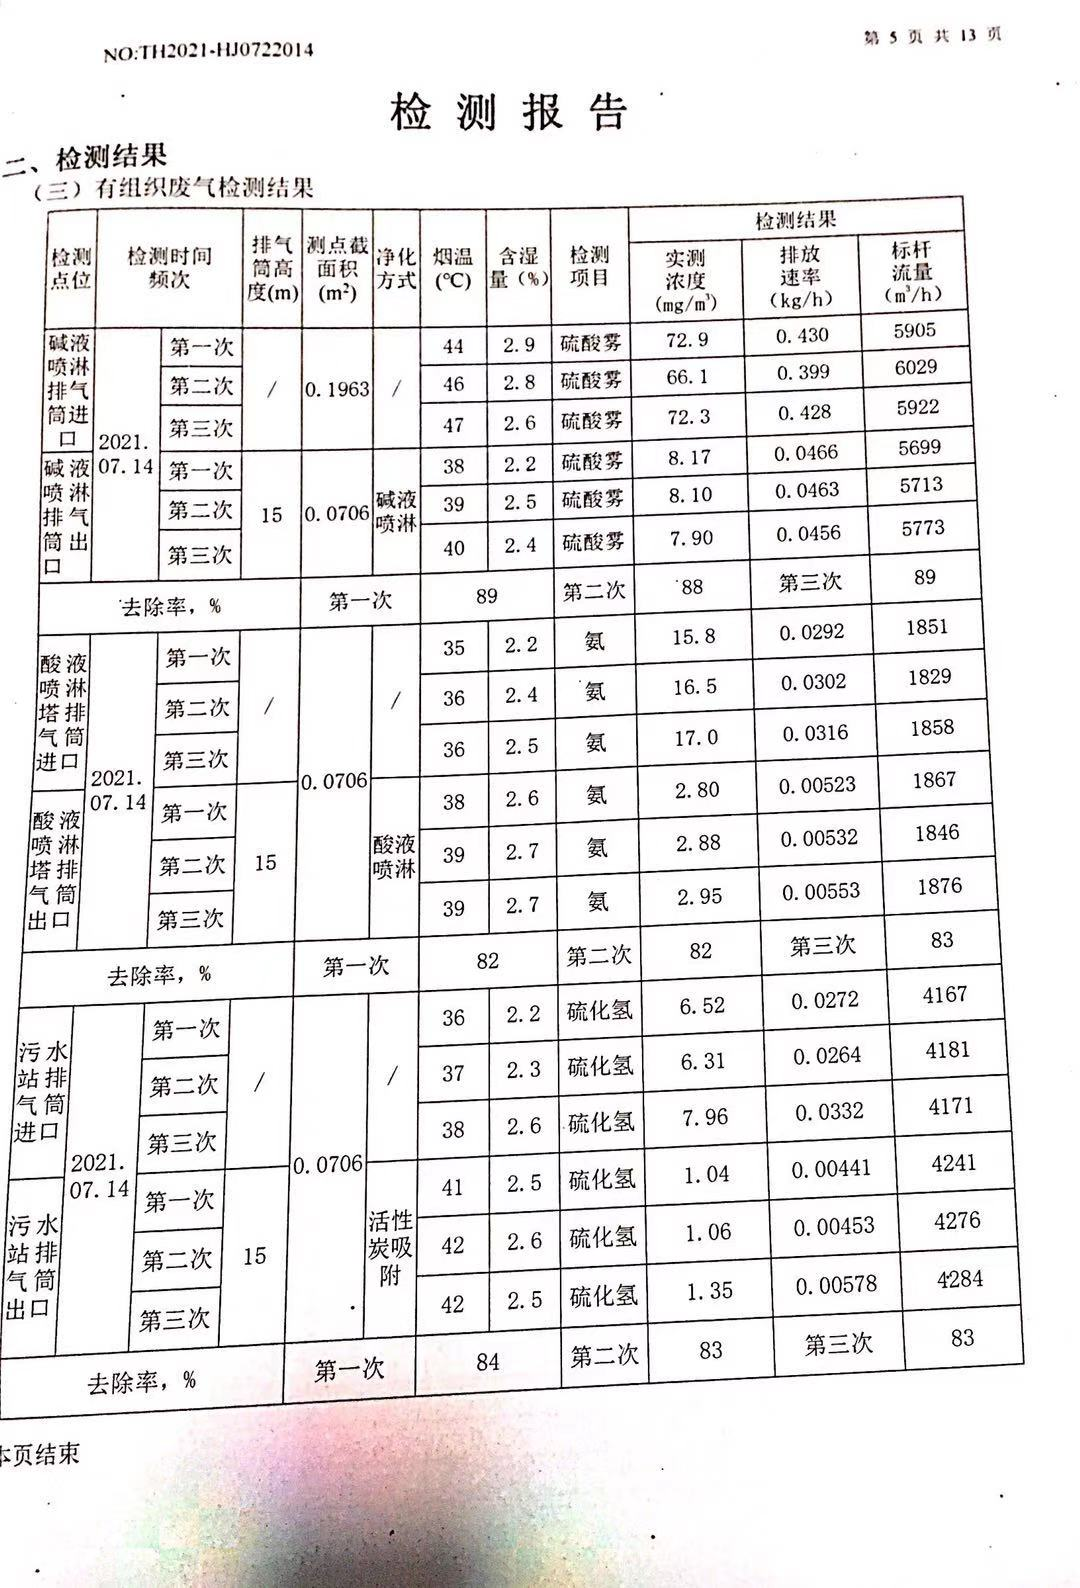 NO:TH2021-HJ0722014
第 5 页 共 13 页
检 测 报 告
二、检测结果
（三）有组织废气检测结果
检测点位 检测时间频次 排气筒高度(m) 测点截面积(m²) 净化方式 烟温(℃) 含湿量（%） 检测项目 检测结果
实测浓度(mg/m³) 排放速率(kg/h) 标杆流量(m³/h)
碱液喷淋排气筒进口 2021.07.14 第一次 / 0.1963 / 44 2.9 硫酸雾 72.9 0.430 5905
第二次 46 2.8 硫酸雾 66.1 0.399 6029
第三次 47 2.6 硫酸雾 72.3 0.428 5922
碱液喷淋排气筒出口 第一次 15 0.0706 碱液喷淋 38 2.2 硫酸雾 8.17 0.0466 5699
第二次 39 2.5 硫酸雾 8.10 0.0463 5713
第三次 40 2.4 硫酸雾 7.90 0.0456 5773
去除率，% 第一次 89 第二次 88 第三次 89
酸液喷淋塔排气筒进口 2021.07.14 第一次 / 0.0706 / 35 2.2 氨 15.8 0.0292 1851
第二次 36 2.4 氨 16.5 0.0302 1829
第三次 36 2.5 氨 17.0 0.0316 1858
酸液喷淋塔排气筒出口 第一次 15 酸液喷淋 38 2.6 氨 2.80 0.00523 1867
第二次 39 2.7 氨 2.88 0.00532 1846
第三次 39 2.7 氨 2.95 0.00553 1876
去除率，% 第一次 82 第二次 82 第三次 83
污水站排气筒进口 2021.07.14 第一次 / 0.0706 / 36 2.2 硫化氢 6.52 0.0272 4167
第二次 37 2.3 硫化氢 6.31 0.0264 4181
第三次 38 2.6 硫化氢 7.96 0.0332 4171
污水站排气筒出口 第一次 15 活性炭吸附 41 2.5 硫化氢 1.04 0.00441 4241
第二次 42 2.6 硫化氢 1.06 0.00453 4276
第三次 42 2.5 硫化氢 1.35 0.00578 4284
去除率，% 第一次 84 第二次 83 第三次 83
本页结束